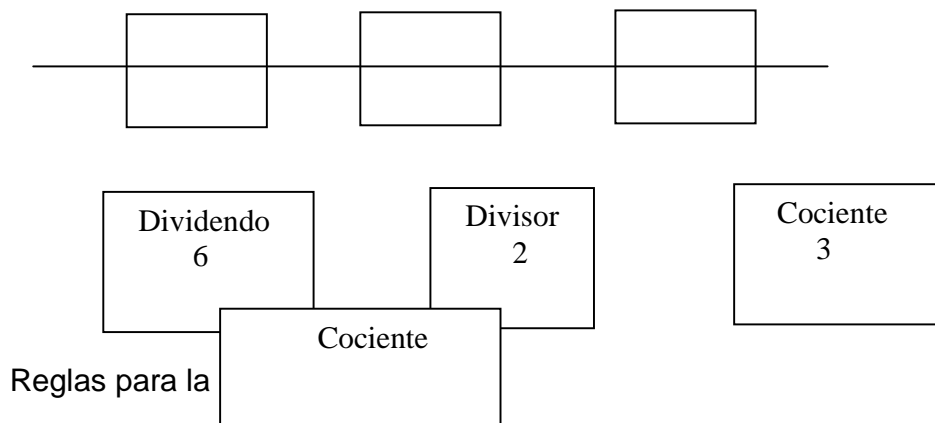 Dividendo
6
Divisor
2
Cociente
3
Cociente
Reglas para la